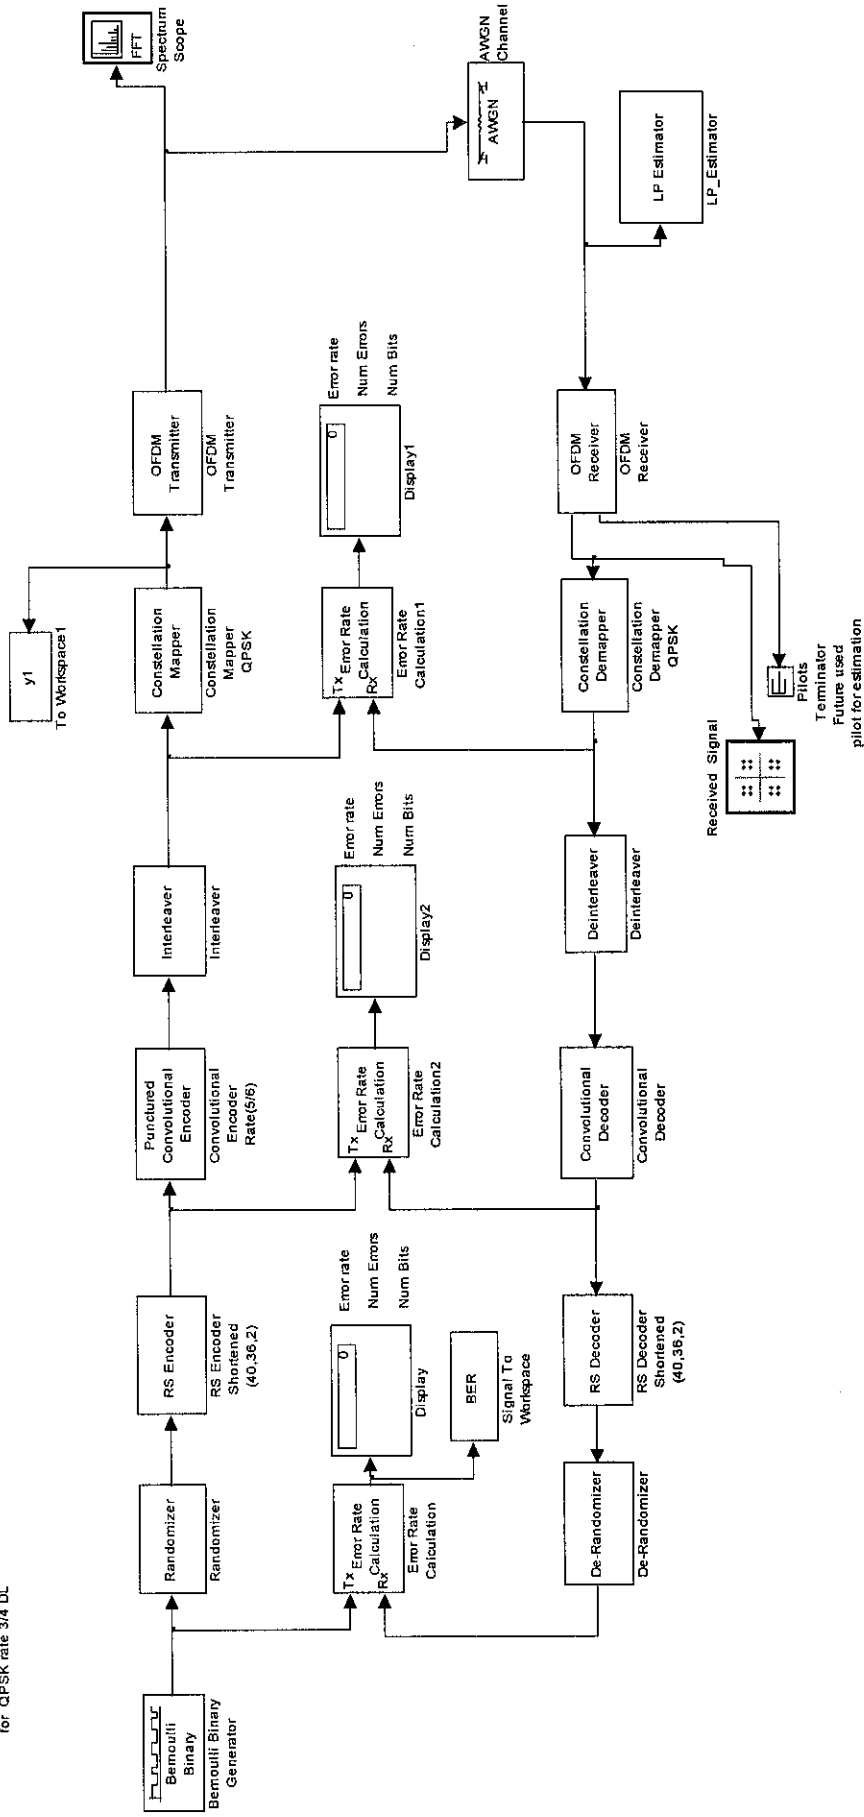 for QPSK rate 3/4 DL
Bernoulli
Binary
Bernoulli Binary
Generator
Randomizer
Randomizer
RS Encoder
RS Encoder
Shortened
(40,36,2)
Punctured
Convolutional
Encoder
Convolutional
Encoder
Rate(5/6)
Interleaver
Interleaver
Constellation
Mapper
Constellation
Mapper
QPSK
y1
To Workspace1
OFDM
Transmitter
OFDM
Transmitter
FFT
Spectrum
Scope
AWGN
AWGN
Channel
LP Estimator
LP_Estimator
Tx
Error Rate
Calculation
Rx
Error Rate
Calculation
0
Display
Error rate
Num Errors
Num Bits
BER
Signal To
Workspace
Tx
Error Rate
Calculation
Rx
Error Rate
Calculation2
0
Display2
Error rate
Num Errors
Num Bits
Tx
Error Rate
Calculation
Rx
Error Rate
Calculation1
0
Display1
Error rate
Num Errors
Num Bits
De-Randomizer
De-Randomizer
RS Decoder
RS Decoder
Shortened
(40,36,2)
Convolutional
Decoder
Convolutional
Decoder
Deinterleaver
Deinterleaver
Constellation
Demapper
Constellation
Demapper
QPSK
OFDM
Receiver
OFDM
Receiver
Received Signal
Pilots
Terminator
Future used
pilot for estimation